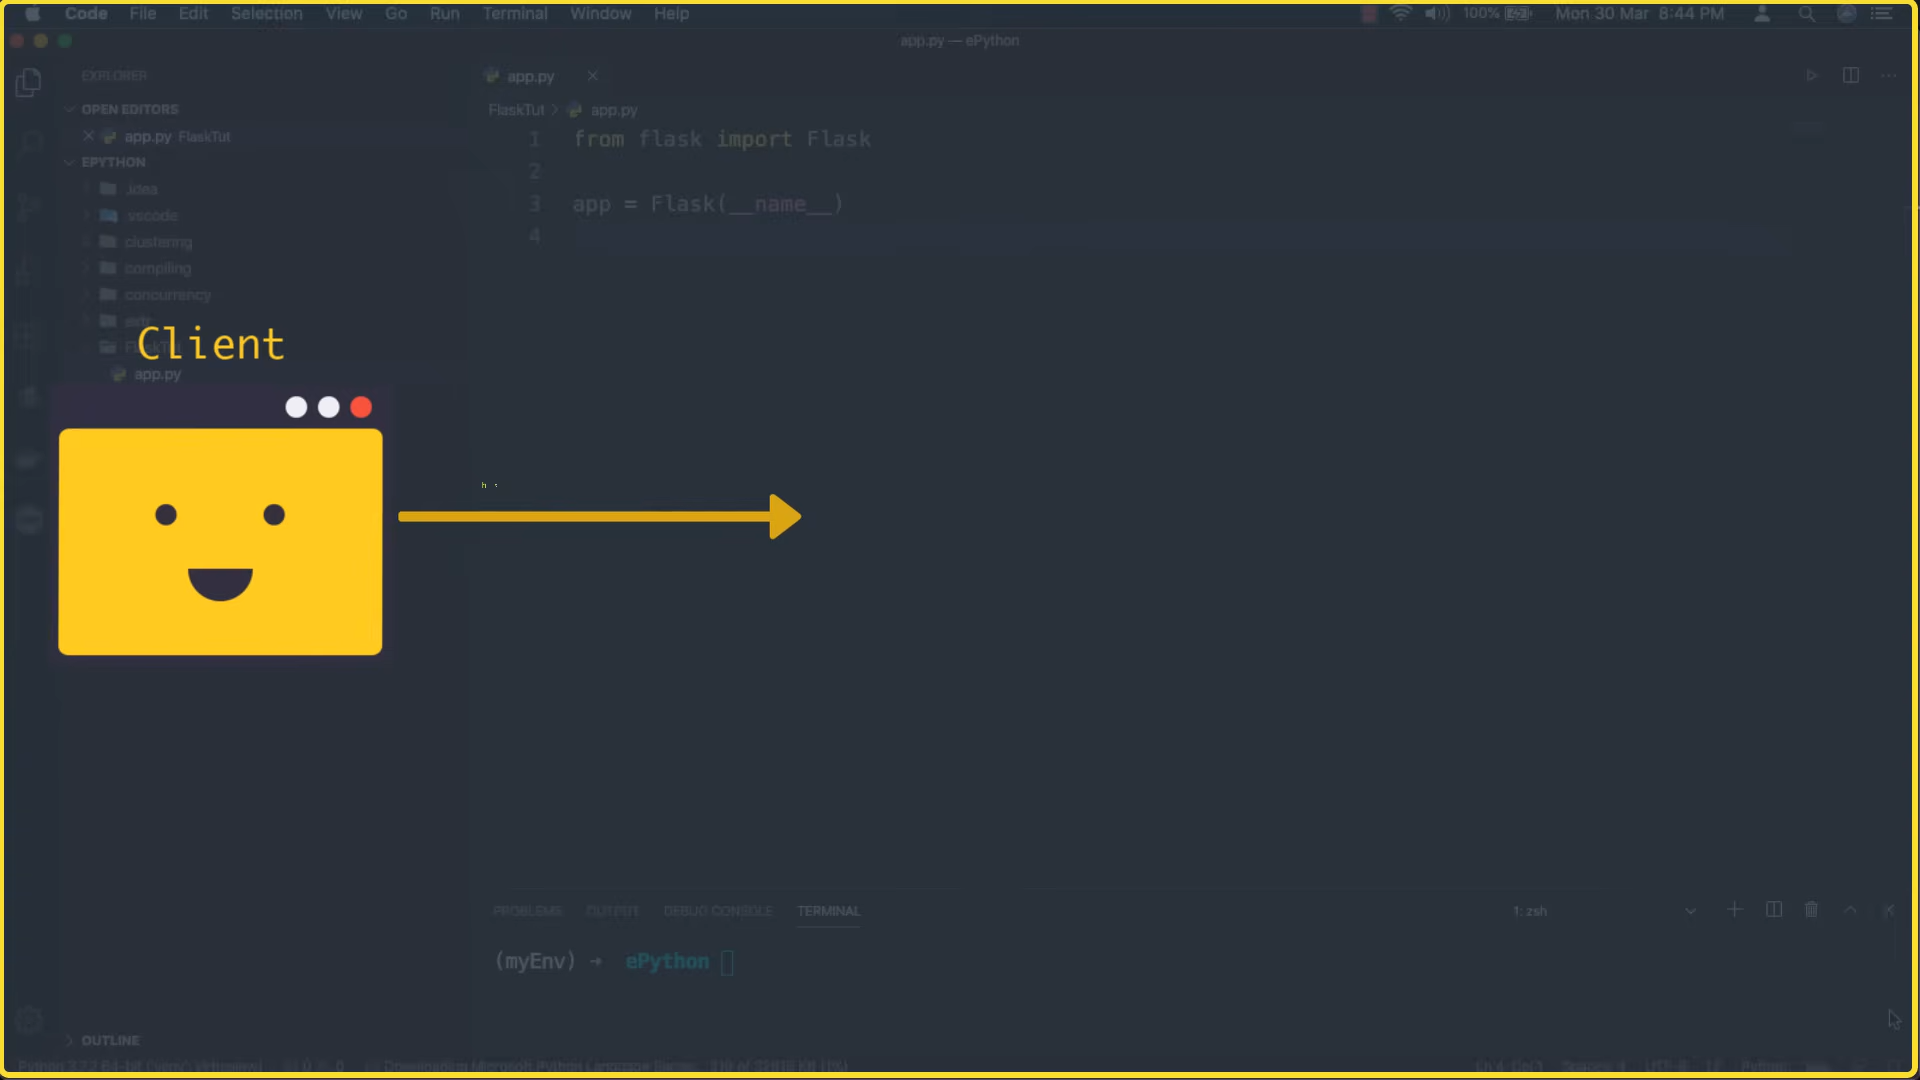 Code File Edit Selection View Go Run Terminal Window Help 100% Mon 30 Mar 8:44 PM
app.py — ePython
EXPLORER
OPEN EDITORS
app.py FlaskTut
EPYTHON
.idea
.vscode
clustering
compiling
concurrency
Client
app.py
app.py
FlaskTut > app.py
1 from flask import Flask
2
3 app = Flask(__name__)
4
PROBLEMS OUTPUT DEBUG CONSOLE TERMINAL 1: zsh
(myEnv) → ePython
OUTLINE